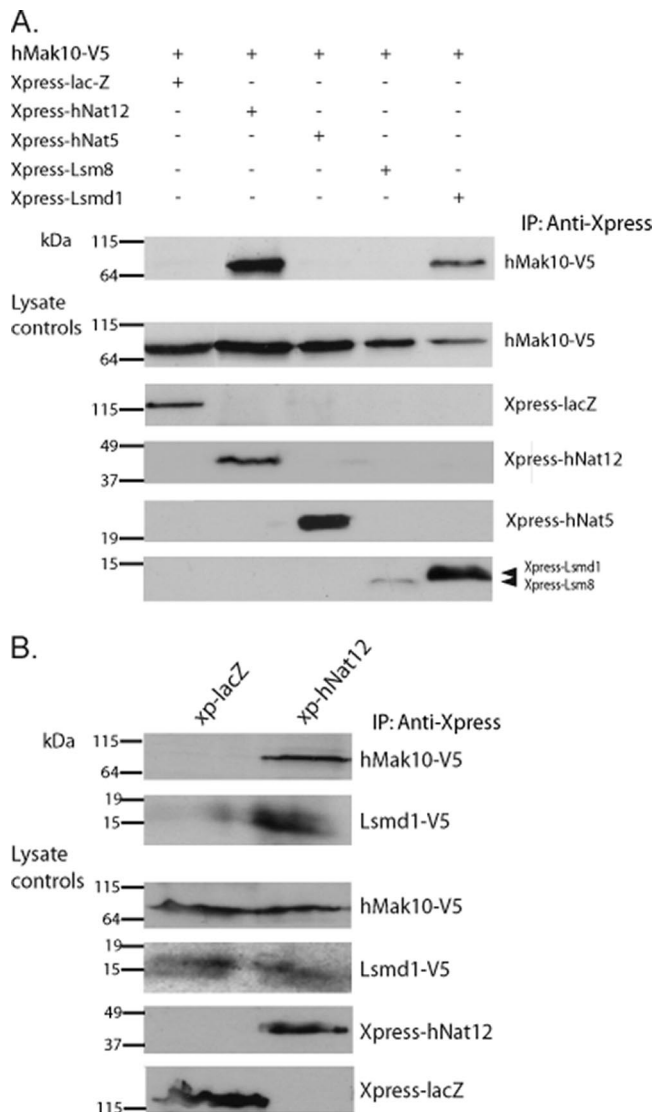 A.
hMak10-V5 + + + + +
Xpress-lac-Z + - - - -
Xpress-hNat12 - + - - -
Xpress-hNat5 - - + - -
Xpress-Lsm8 - - - + -
Xpress-Lsmd1 - - - - +
IP: Anti-Xpress
kDa
115
64
hMak10-V5
Lysate
controls
115
64
hMak10-V5
115
Xpress-lacZ
49
37
Xpress-hNat12
19
Xpress-hNat5
15
Xpress-Lsmd1
Xpress-Lsm8
B.
xp-lacZ
xp-hNat12
IP: Anti-Xpress
kDa
115
64
hMak10-V5
19
15
Lsmd1-V5
Lysate
controls
115
64
hMak10-V5
19
15
Lsmd1-V5
49
37
Xpress-hNat12
115
Xpress-lacZ